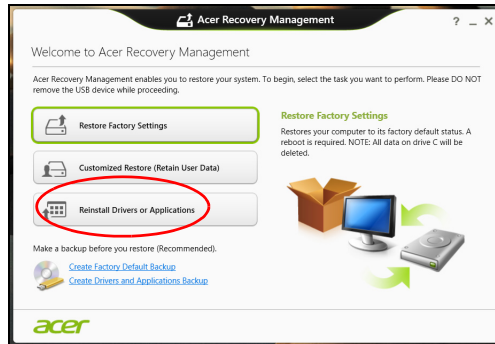 Acer Recovery Management
? _ X
Welcome to Acer Recovery Management
Acer Recovery Management enables you to restore your system. To begin, select the task you want to perform. Please DO NOT
remove the USB device while proceeding.
Restore Factory Settings
Customized Restore (Retain User Data)
Reinstall Drivers or Applications
Restore Factory Settings
Restores your computer to its factory default status. A
reboot is required. NOTE: All data on drive C will be
deleted.
Make a backup before you restore (Recommended).
Create Factory Default Backup
Create Drivers and Applications Backup
acer